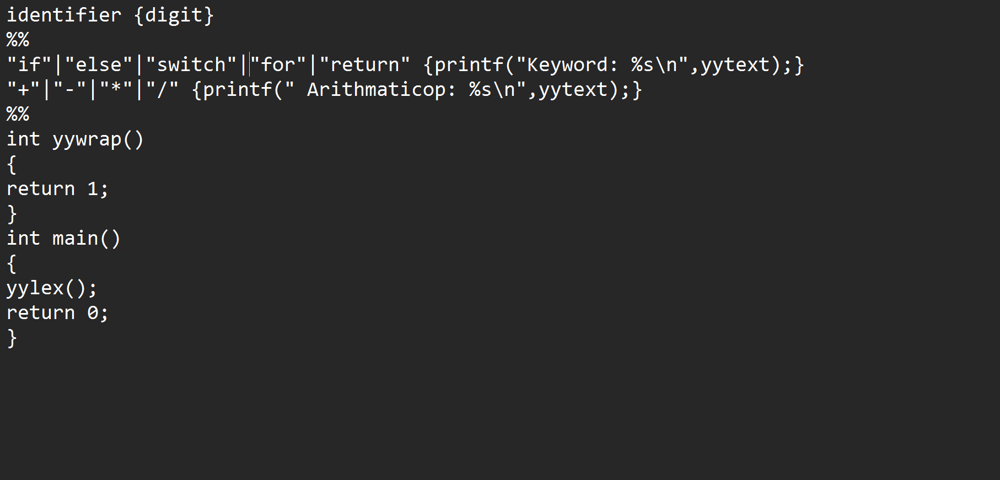 identifier {digit}
%%
"if"|"else"|"switch"|"for"|"return" {printf("Keyword: %s\n",yytext);}
"+"|"-"|"*"|"/" {printf(" Arithmaticop: %s\n",yytext);}
%%
int yywrap()
{
return 1;
}
int main()
{
yylex();
return 0;
}